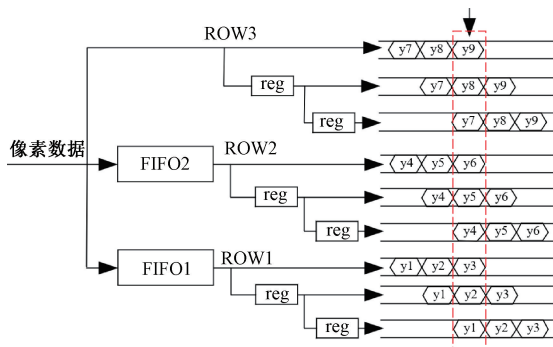 ROW3
y7 y8 y9
reg
y7 y8 y9
reg
y7 y8 y9
像素数据
FIFO2
ROW2
y4 y5 y6
reg
y4 y5 y6
reg
y4 y5 y6
FIFO1
ROW1
y1 y2 y3
reg
y1 y2 y3
reg
y1 y2 y3